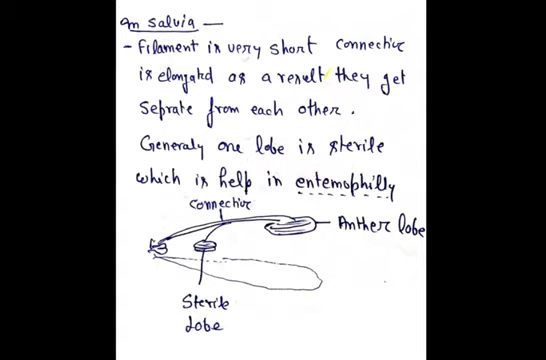 In salvia —
- Filament is very short connective
is elongated as a result they get
seprate from each other.
Generaly one lobe is sterile
which is help in entemophilly
connective
Anther lobe
Sterile
Lobe